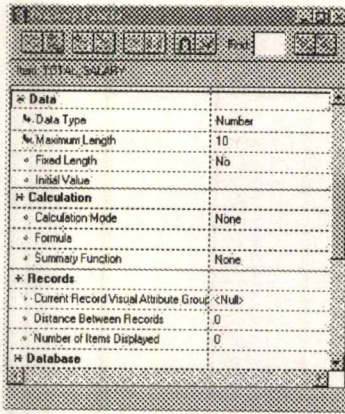 Find:
Item: TOTAL_SALARY
Data
Data Type Number
Maximum Length 10
Fixed Length No
Initial Value
Calculation
Calculation Mode None
Formula
Summary Function None
Records
Current Record Visual Attribute Group <Null>
Distance Between Records 0
Number of Items Displayed 0
Database